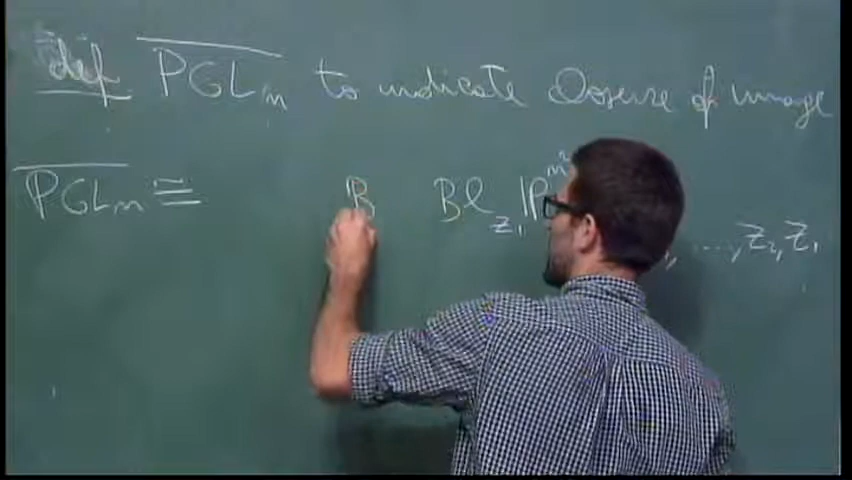 def \overline{PGL_n} to indicate closure of image
\overline{PGL_n} ≅ B Bl_{Z_1} ℙ^{n^2} , ..., Z_2, Z_1